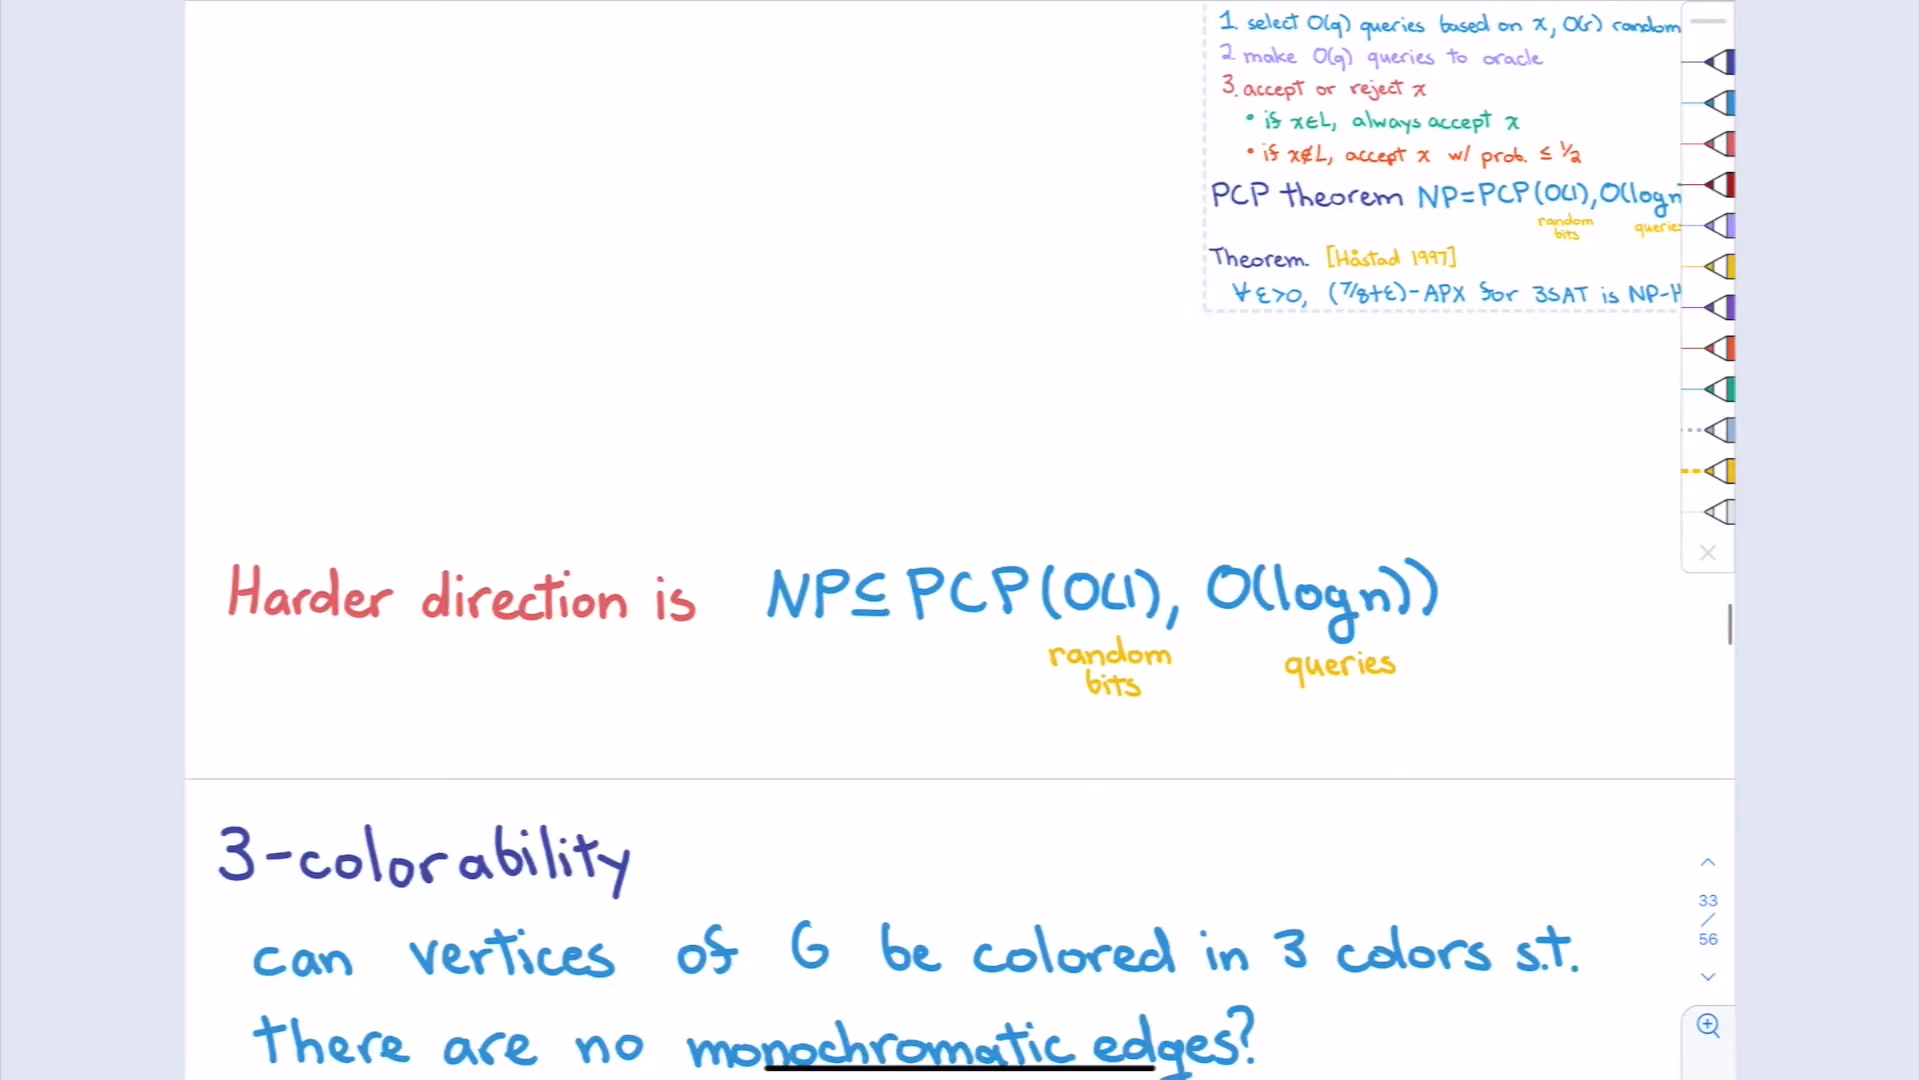 1. select O(q) queries based on x, O(r) random
2 make O(q) queries to oracle
3. accept or reject x
• if x∈L, always accept x
• if x∉L, accept x w/ prob. ≤ 1/2
PCP theorem NP=PCP(O(1), O(logn
random bits
queries
Theorem. [Håstad 1997]
∀ε>0, (7/8+ε)-APX for 3SAT is NP-H
Harder direction is NP⊆PCP(O(1), O(logn))
random bits
queries
3-colorability
can vertices of G be colored in 3 colors s.t.
there are no monochromatic edges?
33
/
56